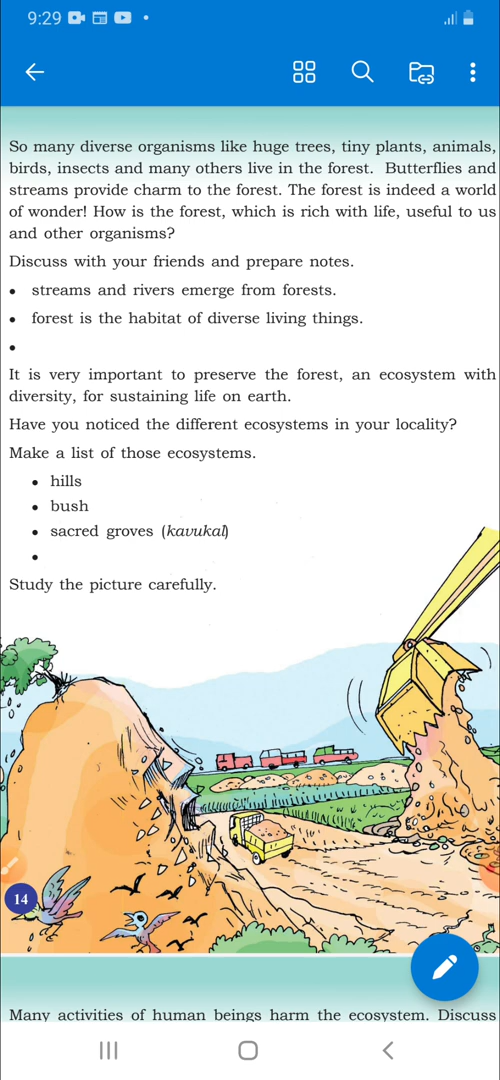 9:29
So many diverse organisms like huge trees, tiny plants, animals,
birds, insects and many others live in the forest. Butterflies and
streams provide charm to the forest. The forest is indeed a world
of wonder! How is the forest, which is rich with life, useful to us
and other organisms?
Discuss with your friends and prepare notes.
• streams and rivers emerge from forests.
• forest is the habitat of diverse living things.
•
It is very important to preserve the forest, an ecosystem with
diversity, for sustaining life on earth.
Have you noticed the different ecosystems in your locality?
Make a list of those ecosystems.
• hills
• bush
• sacred groves (kavukal)
•
Study the picture carefully.
14
Many activities of human beings harm the ecosystem. Discuss